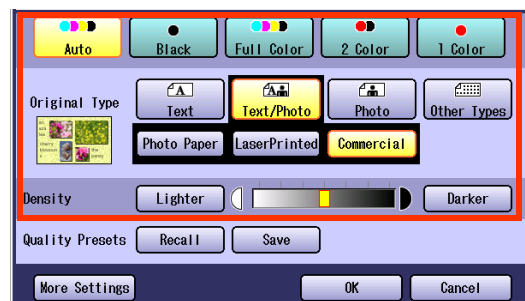 Auto Black Full Color 2 Color 1 Color
Original Type
A Text A Text/Photo Photo Other Types
Photo Paper LaserPrinted Commercial
Density Lighter Darker
Quality Presets Recall Save
More Settings OK Cancel